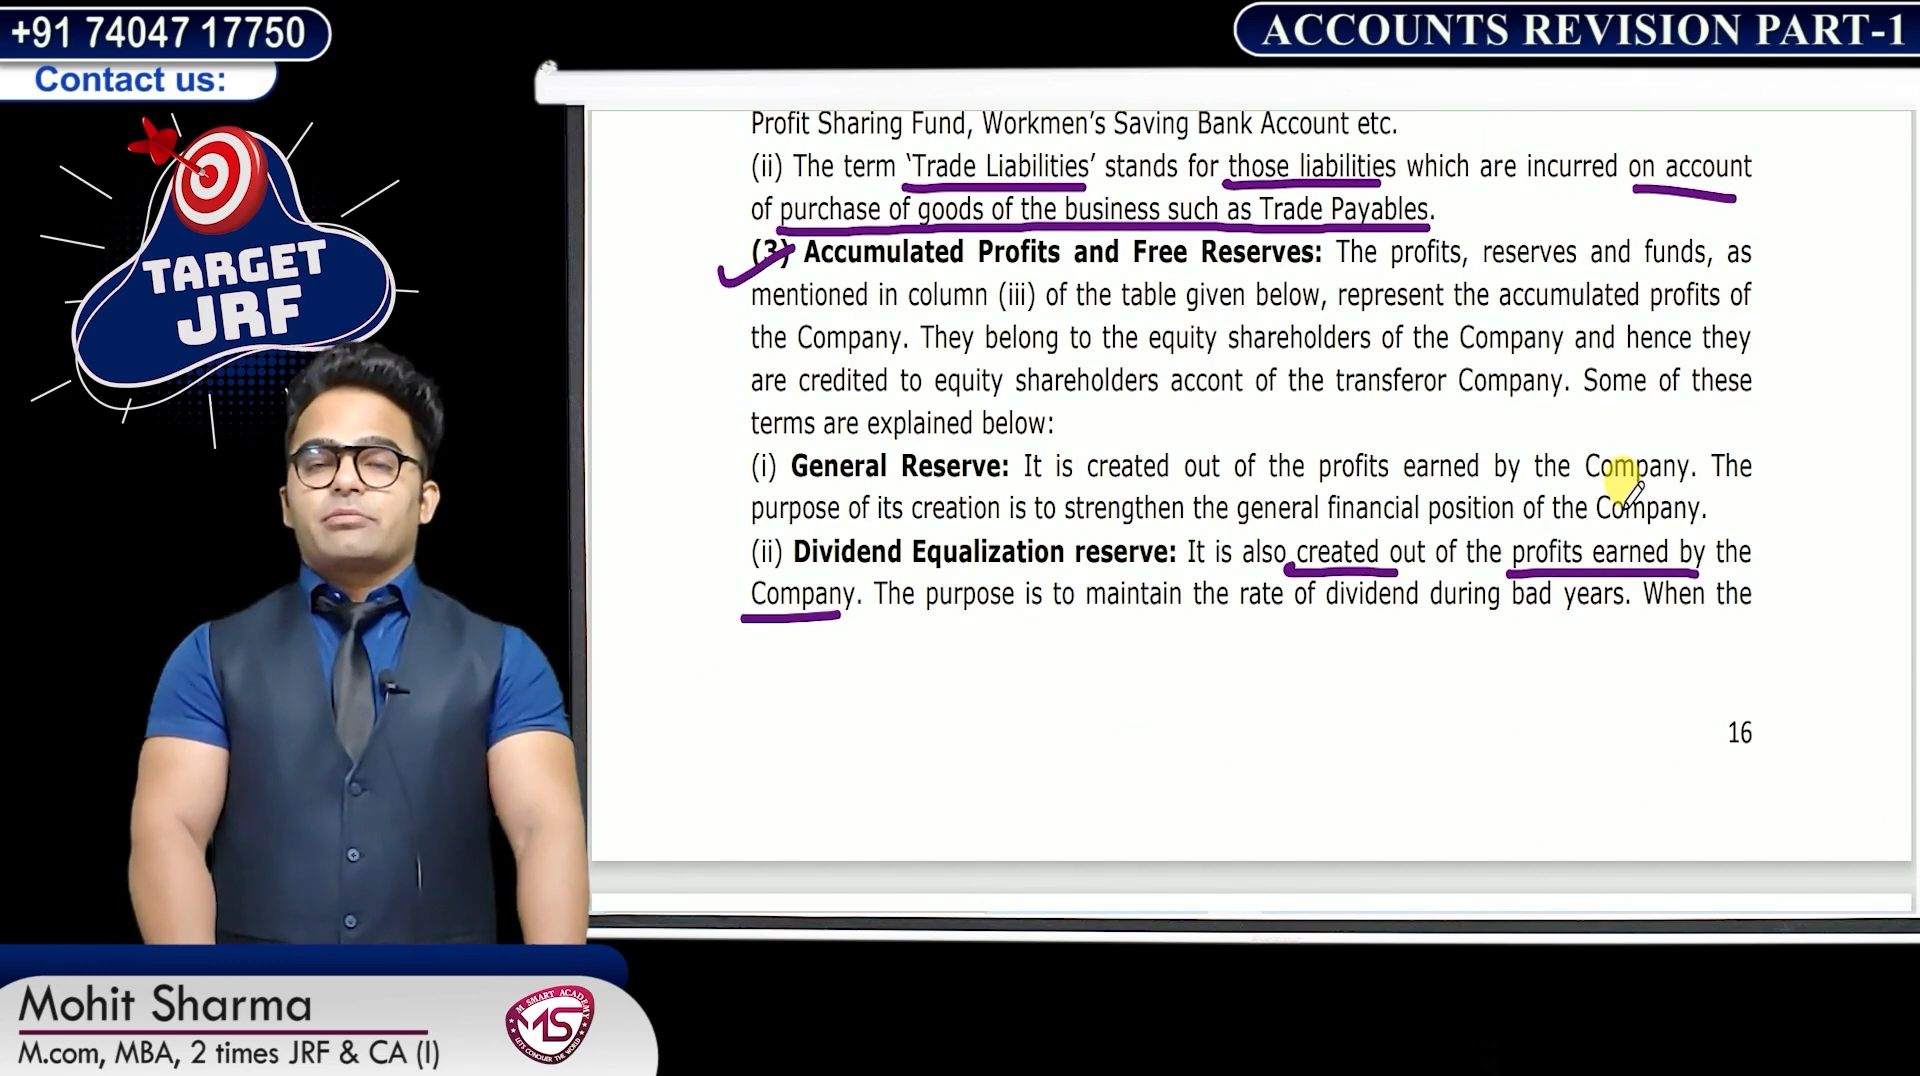 +91 74047 17750
Contact us:
ACCOUNTS REVISION PART-1
TARGET
JRF
Profit Sharing Fund, Workmen’s Saving Bank Account etc.
(ii) The term ‘Trade Liabilities’ stands for those liabilities which are incurred on account
of purchase of goods of the business such as Trade Payables.
(3) Accumulated Profits and Free Reserves: The profits, reserves and funds, as
mentioned in column (iii) of the table given below, represent the accumulated profits of
the Company. They belong to the equity shareholders of the Company and hence they
are credited to equity shareholders accont of the transferor Company. Some of these
terms are explained below:
(i) General Reserve: It is created out of the profits earned by the Company. The
purpose of its creation is to strengthen the general financial position of the Company.
(ii) Dividend Equalization reserve: It is also created out of the profits earned by the
Company. The purpose is to maintain the rate of dividend during bad years. When the
16
Mohit Sharma
M.com, MBA, 2 times JRF & CA (I)
M SMART ACADEMY
MS
LET'S CONQUER THE WORLD